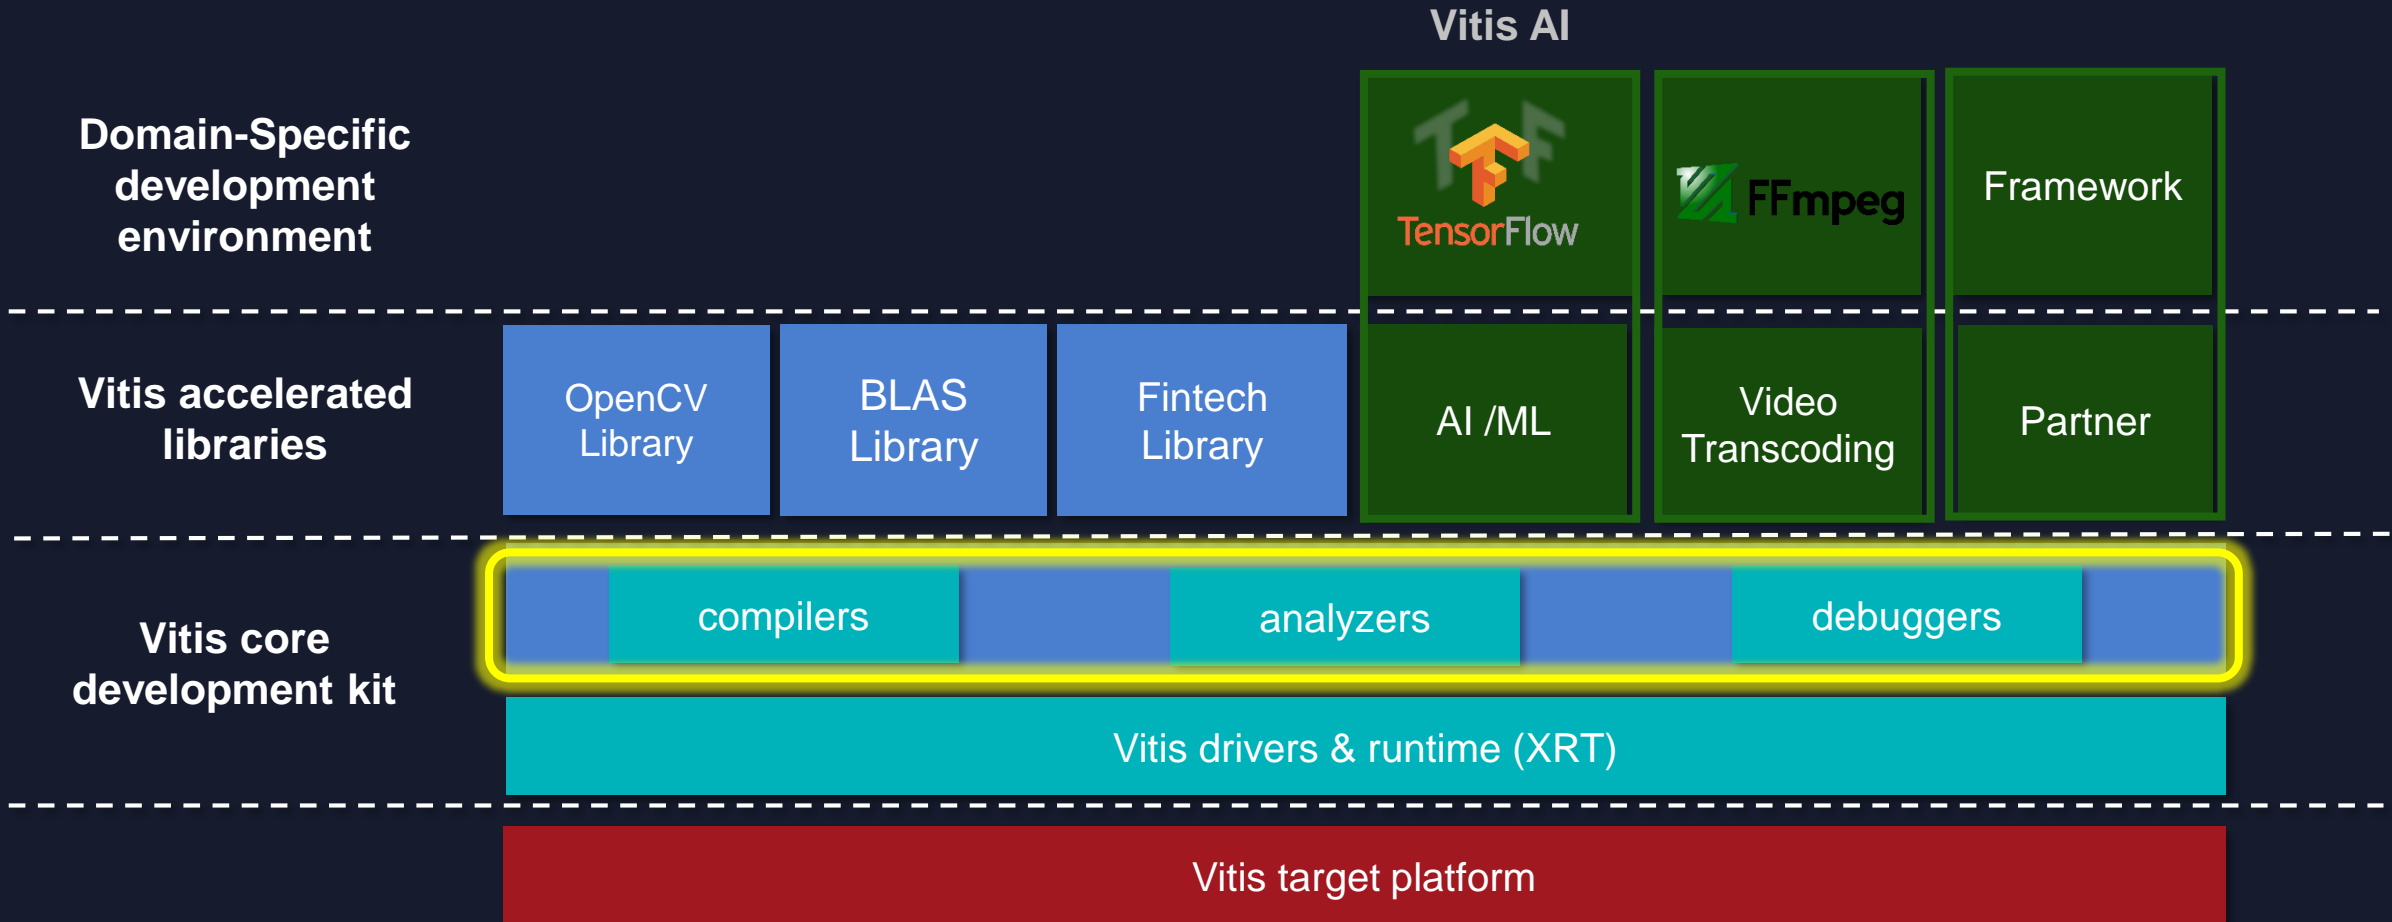 Vitis AI
Domain-Specific
development
environment
TensorFlow
FFmpeg
Framework
Vitis accelerated
libraries
OpenCV
Library
BLAS
Library
Fintech
Library
AI /ML
Video
Transcoding
Partner
Vitis core
development kit
compilers
analyzers
debuggers
Vitis drivers & runtime (XRT)
Vitis target platform